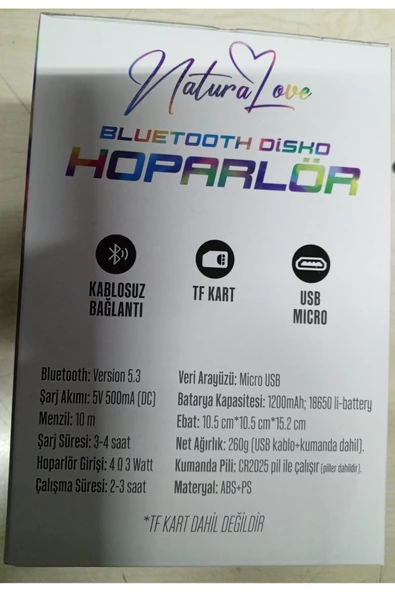 Natura Love
BLUETOOTH DiSKO
HOPARLÖR
KABLOSUZ
BAĞLANTI
TF KART
USB
MICRO
Bluetooth: Version 5.3
Şarj Akımı: 5V 500mA (DC)
Menzil: 10 m
Şarj Süresi: 3-4 saat
Hoparlör Girişi: 4 Ω 3 Watt
Çalışma Süresi: 2-3 saat
Veri Arayüzü: Micro USB
Batarya Kapasitesi: 1200mAh; 18650 li-battery
Ebat: 10.5 cm*10.5 cm*15.2 cm
Net Ağırlık: 260g (USB kablo+kumanda dahil).
Kumanda Pili: CR2025 pil ile çalışır (piller dahildir).
Materyal: ABS+PS
*TF KART DAHİL DEĞİLDİR